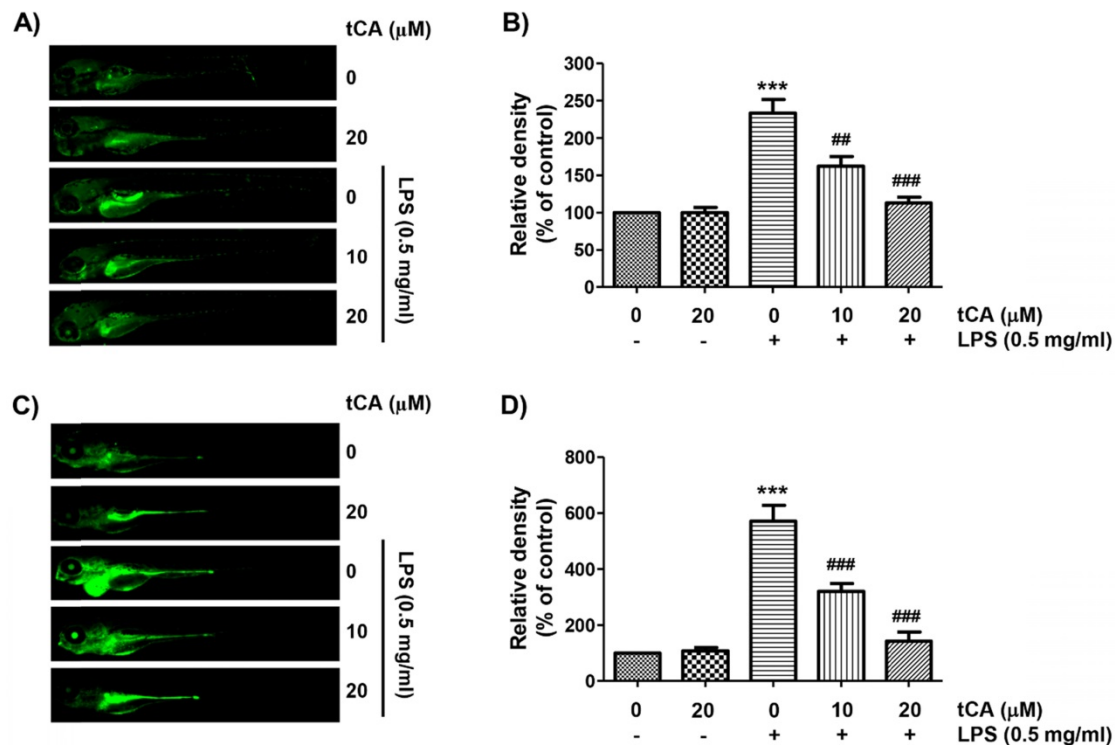 A)
tCA (μM)
0
20
0
10
20
LPS (0.5 mg/ml)
B)
Relative density
(% of control)
300
250
200
150
100
50
0
***
##
###
0 20 0 10 20 tCA (μM)
- - + + + LPS (0.5 mg/ml)
C)
tCA (μM)
0
20
0
10
20
LPS (0.5 mg/ml)
D)
Relative density
(% of control)
800
600
400
200
0
***
###
###
0 20 0 10 20 tCA (μM)
- - + + + LPS (0.5 mg/ml)